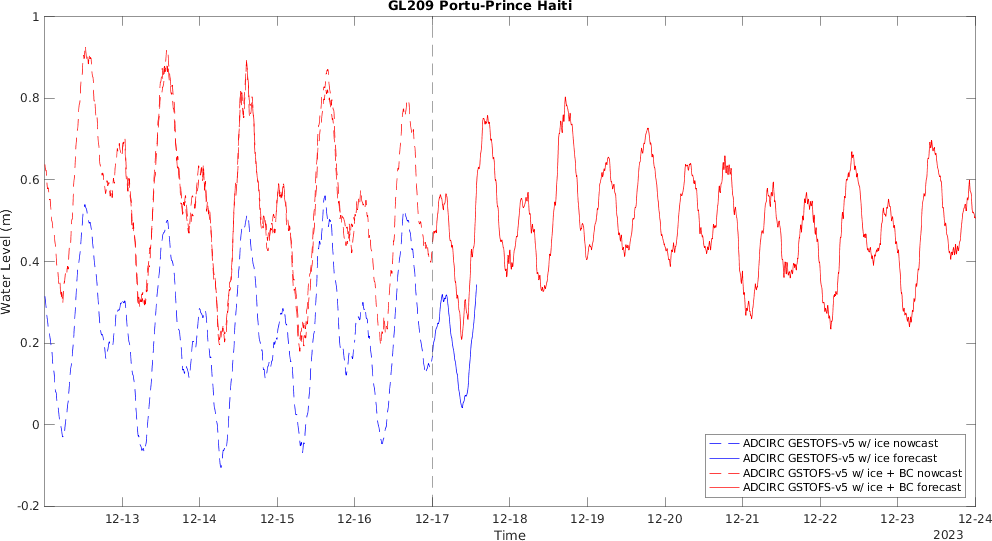 GL209 Portu-Prince Haiti
1
0.8
0.6
0.4
0.2
0
-0.2
Water Level (m)
ADCIRC GESTOFS-v5 w/ ice nowcast
ADCIRC GESTOFS-v5 w/ ice forecast
ADCIRC GSTOFS-v5 w/ ice + BC nowcast
ADCIRC GSTOFS-v5 w/ ice + BC forecast
12-13 12-14 12-15 12-16 12-17 12-18 12-19 12-20 12-21 12-22 12-23 12-24
Time
2023